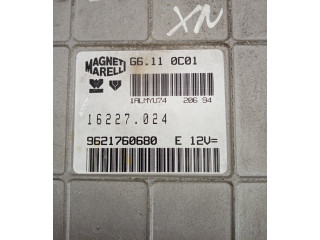 XN
MAGNETI
MARELLI
G6.11 0C01
1ALMYU74 206 94
16227.024
9621760680 E 12V=